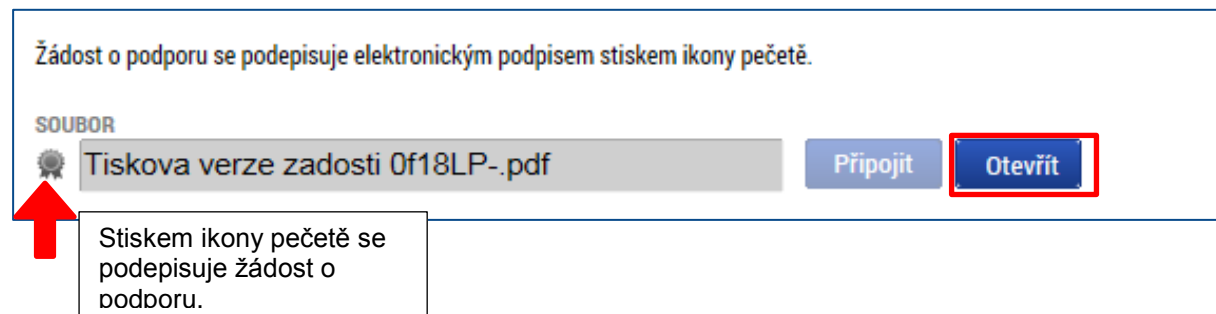 Žádost o podporu se podepisuje elektronickým podpisem stiskem ikony pečetě.
SOUBOR
Tiskova verze zadosti 0f18LP-.pdf Připojit Otevřít
Stiskem ikony pečetě se
podepisuje žádost o
podporu.